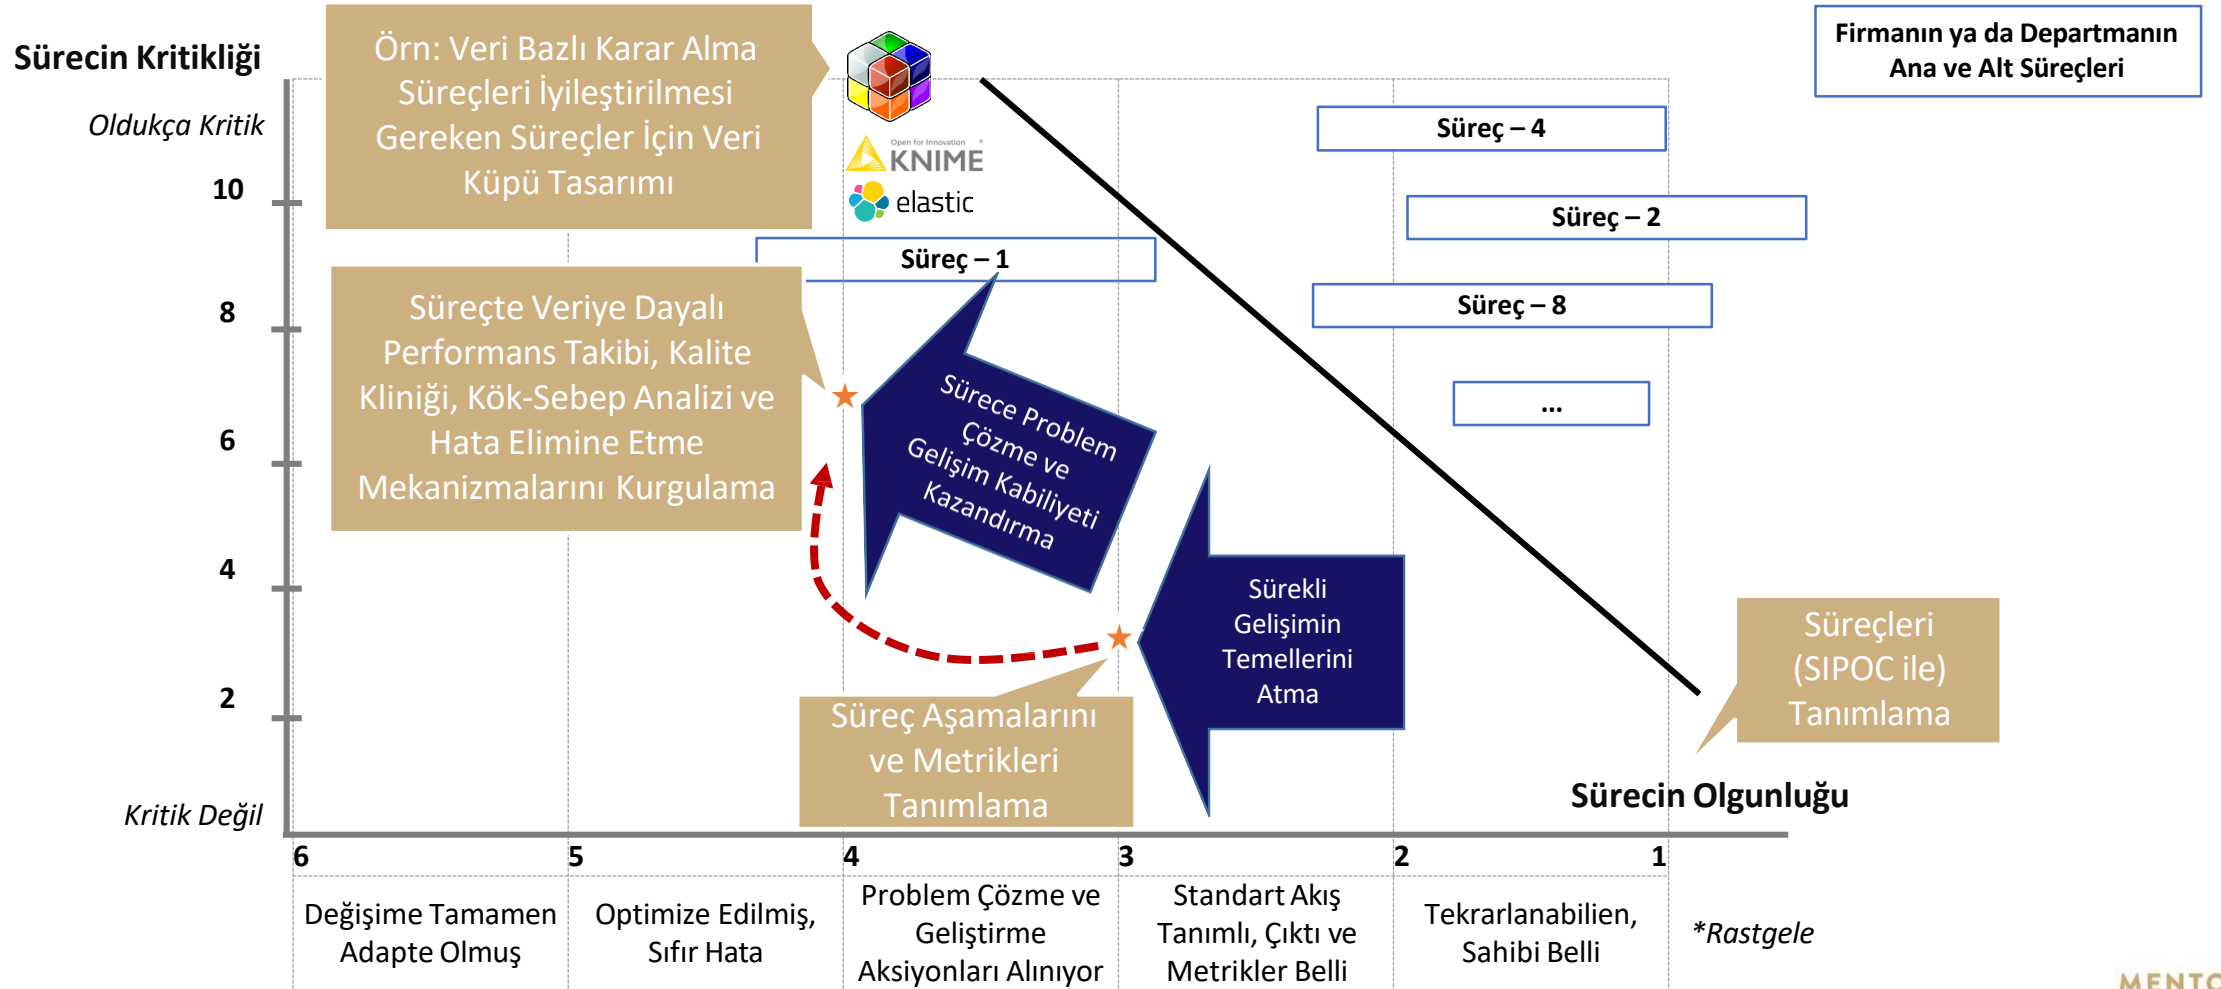 Sürecin Kritikliği
Oldukça Kritik
10
8
6
4
2
Kritik Değil
Örn: Veri Bazlı Karar Alma
Süreçleri İyileştirilmesi
Gereken Süreçler İçin Veri
Küpü Tasarımı
Open for Innovation
KNIME
elastic
Firmanın ya da Departmanın
Ana ve Alt Süreçleri
Süreç – 4
Süreç – 2
Süreç – 1
Süreç – 8
...
Süreçte Veriye Dayalı
Performans Takibi, Kalite
Kliniği, Kök-Sebep Analizi ve
Hata Elimine Etme
Mekanizmalarını Kurgulama
Sürece Problem
Çözme ve
Gelişim Kabiliyeti
Kazandırma
Sürekli
Gelişimin
Temellerini
Atma
Süreç Aşamalarını
ve Metrikleri
Tanımlama
Süreçleri
(SIPOC ile)
Tanımlama
Sürecin Olgunluğu
6
5
4
3
2
1
Değişime Tamamen
Adapte Olmuş
Optimize Edilmiş,
Sıfır Hata
Problem Çözme ve
Geliştirme
Aksiyonları Alınıyor
Standart Akış
Tanımlı, Çıktı ve
Metrikler Belli
Tekrarlanabilien,
Sahibi Belli
*Rastgele